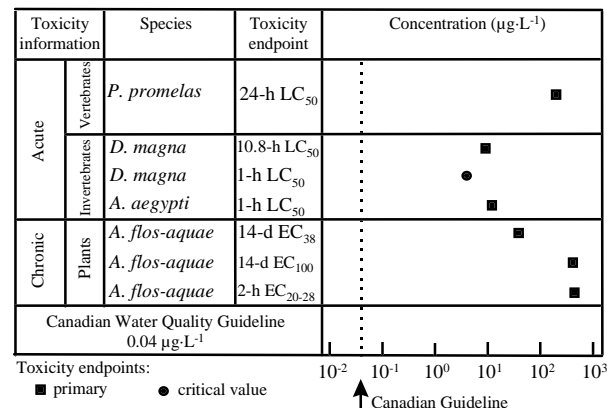 Toxicity information Species Toxicity endpoint Concentration (µg·L-1)
Acute
Vertebrates
P. promelas 24-h LC50
Invertebrates
D. magna 10.8-h LC50
D. magna 1-h LC50
A. aegypti 1-h LC50
Chronic
Plants
A. flos-aquae 14-d EC38
A. flos-aquae 14-d EC100
A. flos-aquae 2-h EC20-28
Canadian Water Quality Guideline
0.04 µg·L-1
Toxicity endpoints:
primary critical value
10-2 10-1 100 101 102 103
Canadian Guideline